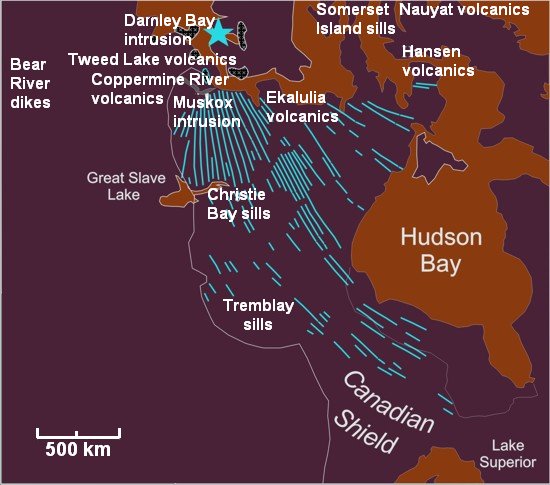 Darnley Bay
intrusion
Somerset
Island sills
Nauyat volcanics
Tweed Lake volcanics
Hansen
volcanics
Bear
River
dikes
Coppermine River
volcanics
Muskox
intrusion
Ekalulia
volcanics
Great Slave
Lake
Christie
Bay sills
Hudson
Bay
Tremblay
sills
Canadian
Shield
500 km
Lake
Superior